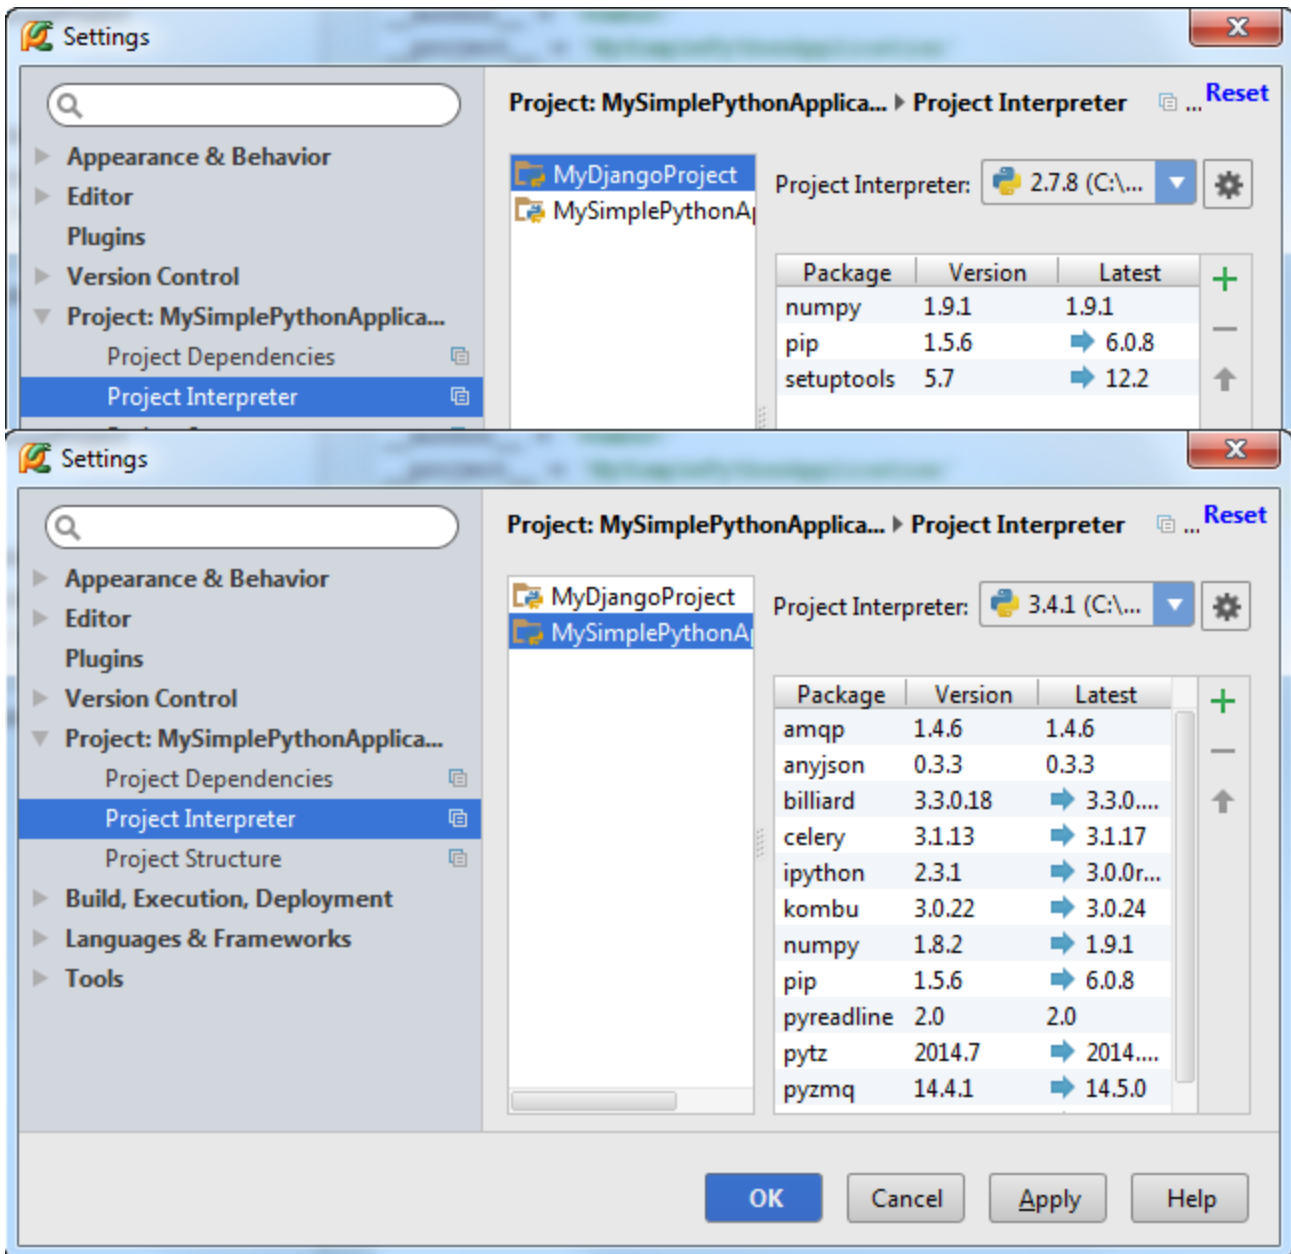 Settings
Project: MySimplePythonApplica... Project Interpreter ... Reset
Appearance & Behavior
Editor
Plugins
Version Control
Project: MySimplePythonApplica...
Project Dependencies
Project Interpreter
MyDjangoProject
MySimplePythonAp
Project Interpreter: 2.7.8 (C:\...
Package Version Latest
numpy 1.9.1 1.9.1
pip 1.5.6 6.0.8
setuptools 5.7 12.2
Settings
Project: MySimplePythonApplica... Project Interpreter ... Reset
Appearance & Behavior
Editor
Plugins
Version Control
Project: MySimplePythonApplica...
Project Dependencies
Project Interpreter
Project Structure
Build, Execution, Deployment
Languages & Frameworks
Tools
MyDjangoProject
MySimplePythonAp
Project Interpreter: 3.4.1 (C:\...
Package Version Latest
amqp 1.4.6 1.4.6
anyjson 0.3.3 0.3.3
billiard 3.3.0.18 3.3.0....
celery 3.1.13 3.1.17
ipython 2.3.1 3.0.0r...
kombu 3.0.22 3.0.24
numpy 1.8.2 1.9.1
pip 1.5.6 6.0.8
pyreadline 2.0 2.0
pytz 2014.7 2014....
pyzmq 14.4.1 14.5.0
OK Cancel Apply Help